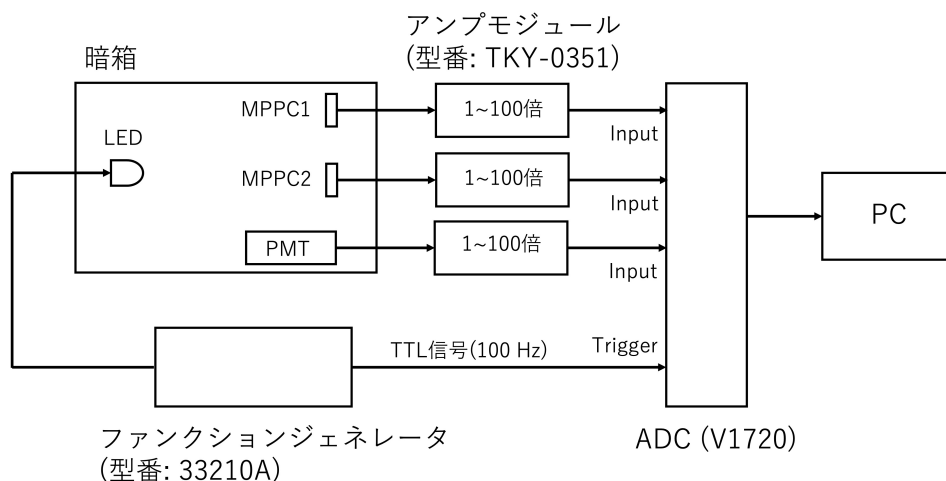 アンプモジュール
(型番: TKY-0351)
暗箱
MPPC1
1~100倍
Input
LED
MPPC2
1~100倍
Input
PC
PMT
1~100倍
Input
TTL信号(100 Hz)
Trigger
ファンクションジェネレータ
(型番: 33210A)
ADC (V1720)